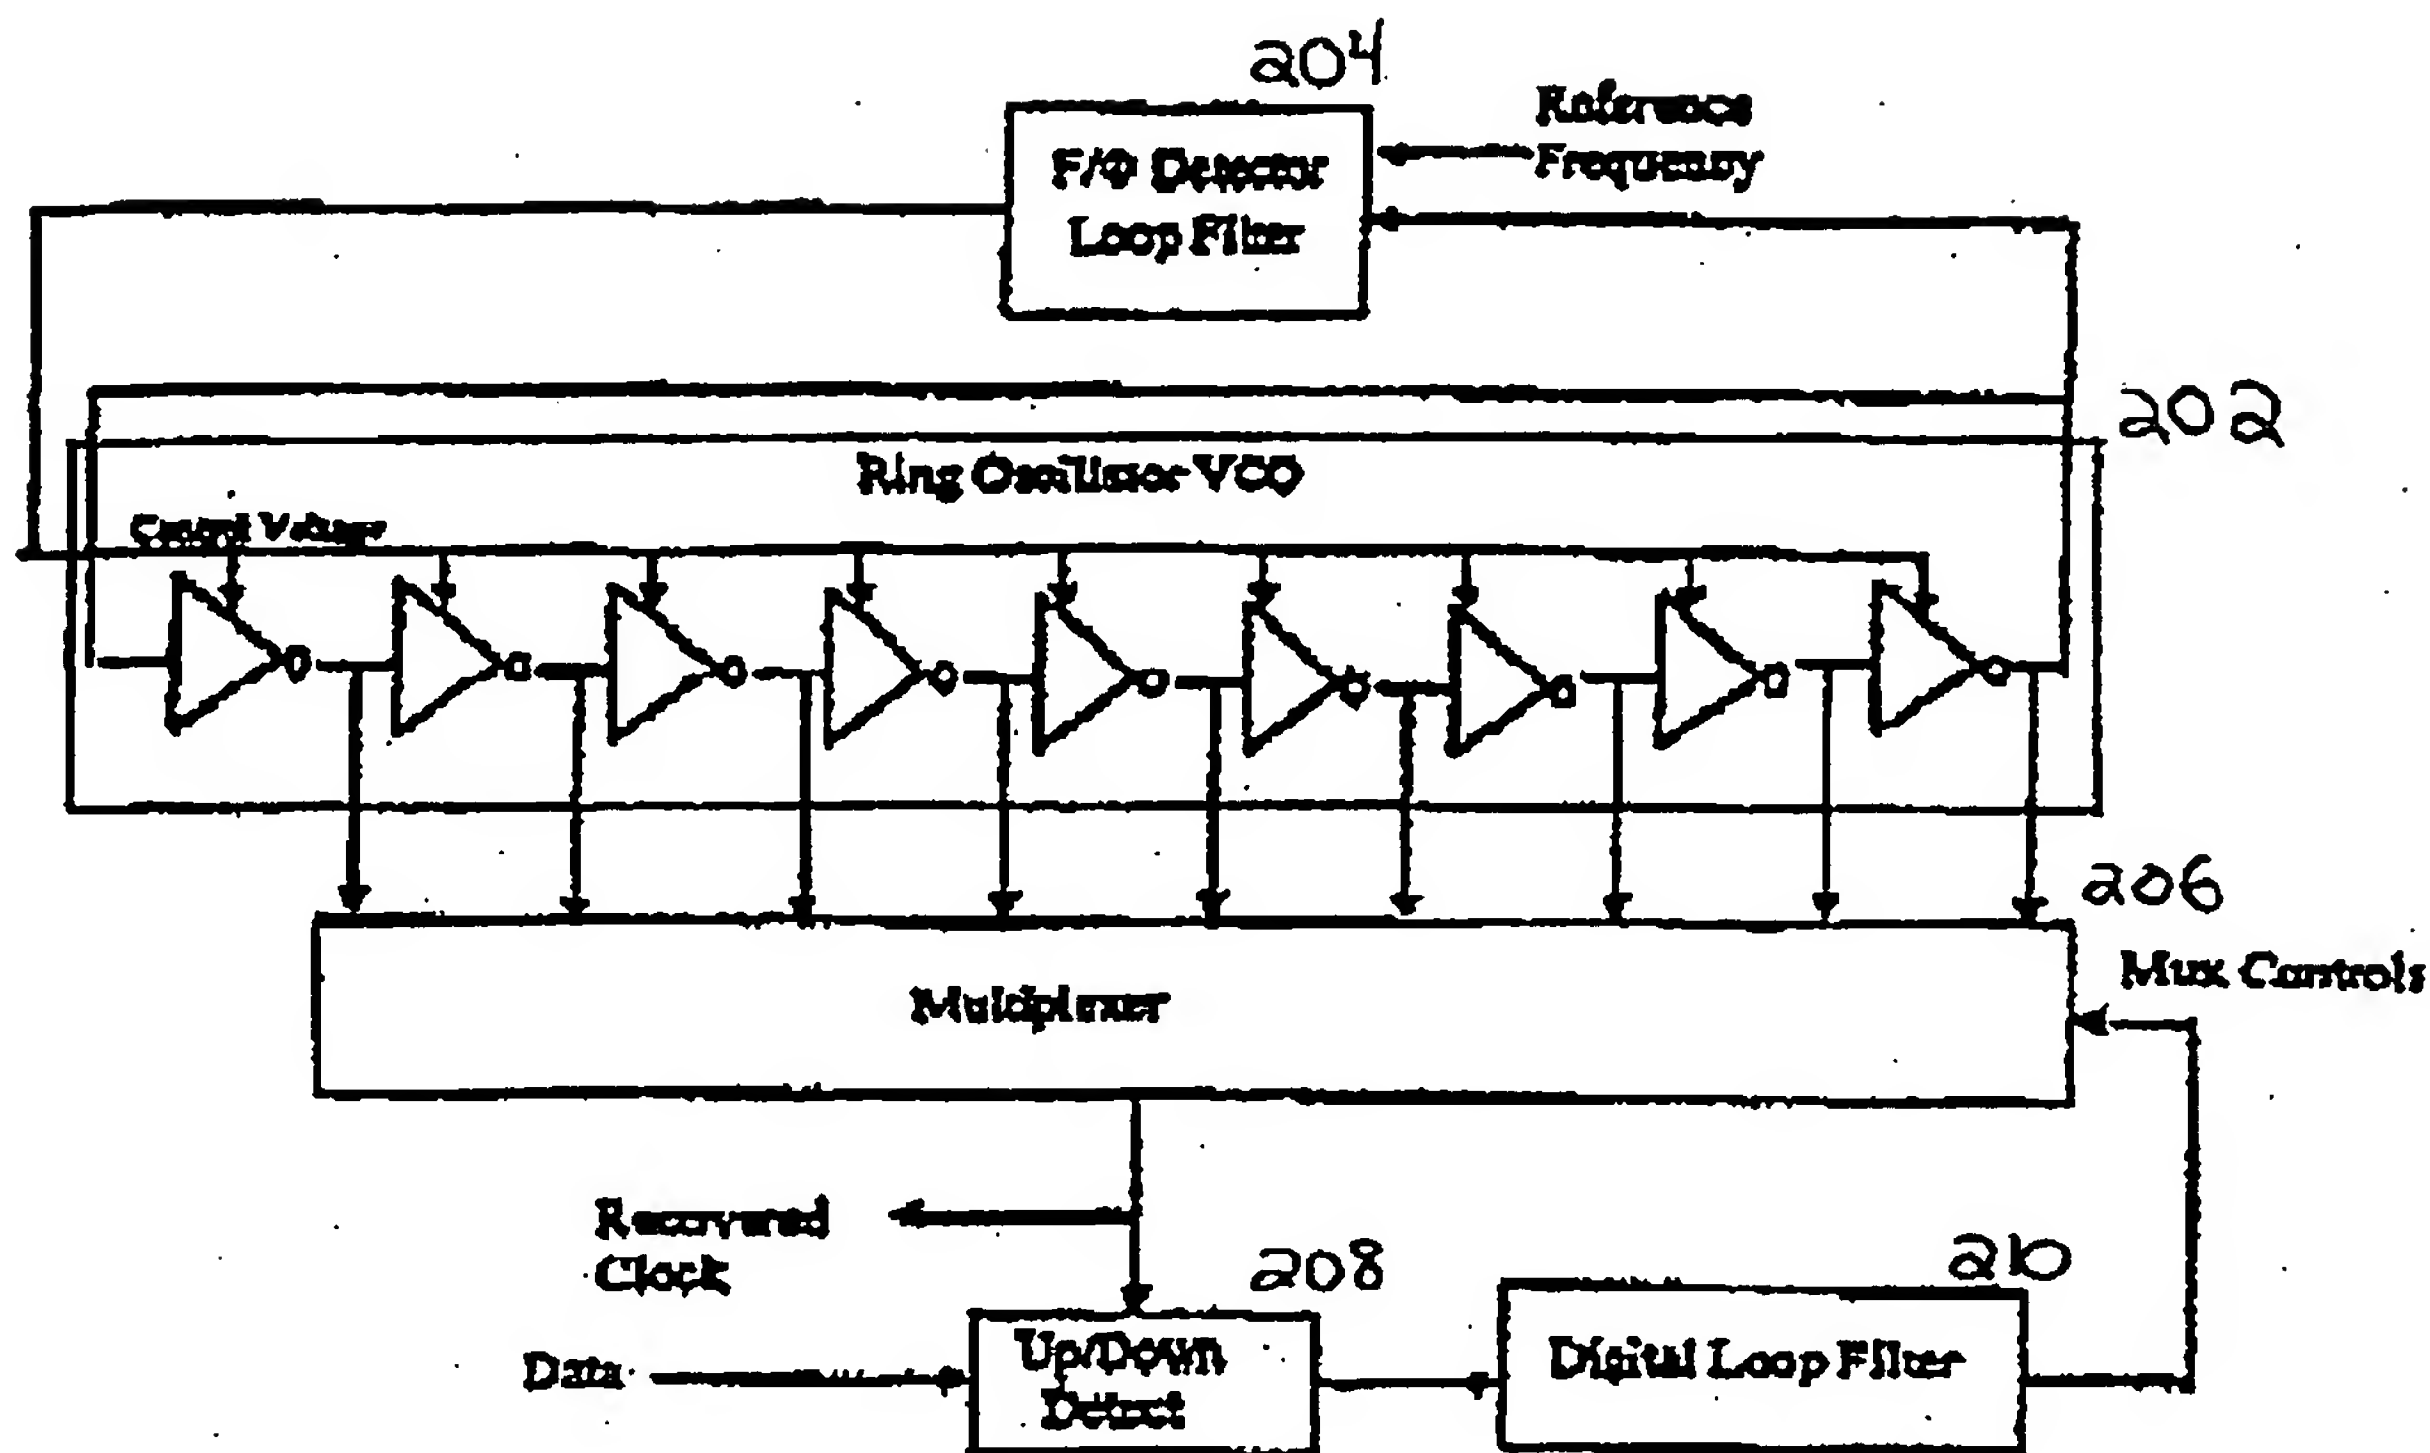 204
Reference
Frequency
F/Φ Detector
Loop Filter
202
Ring Oscillator VCO
Control Voltage
206
Mux Controls
Multiplexer
Recovered
Clock
208
210
Data
Up/Down
Detect
Digital Loop Filter